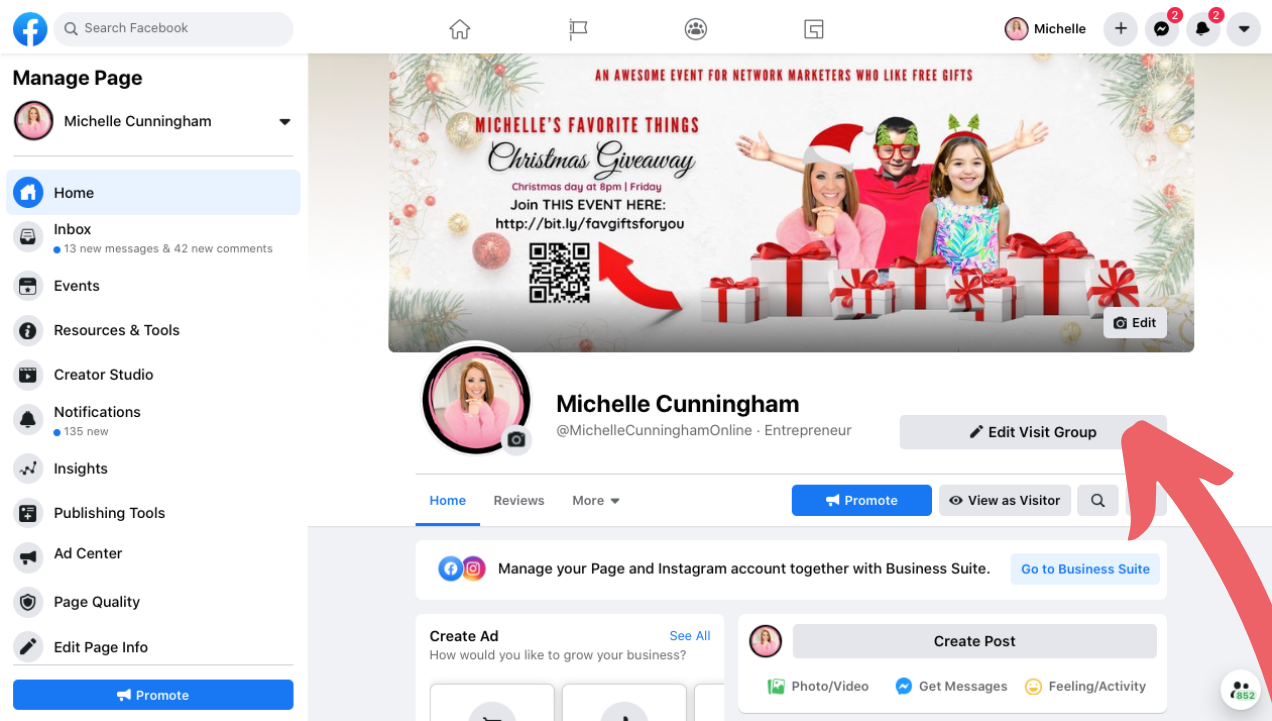 Search Facebook
Michelle
2
2
Manage Page
Michelle Cunningham
Home
Inbox
13 new messages & 42 new comments
Events
Resources & Tools
Creator Studio
Notifications
135 new
Insights
Publishing Tools
Ad Center
Page Quality
Edit Page Info
Promote
AN AWESOME EVENT FOR NETWORK MARKETERS WHO LIKE FREE GIFTS
MICHELLE'S FAVORITE THINGS
Christmas Giveaway
Christmas day at 8pm | Friday
Join THIS EVENT HERE:
http://bit.ly/favgiftsforyou
Edit
Michelle Cunningham
@MichelleCunninghamOnline · Entrepreneur
Edit Visit Group
Home
Reviews
More
Promote
View as Visitor
Manage your Page and Instagram account together with Business Suite.
Go to Business Suite
Create Ad
See All
How would you like to grow your business?
Create Post
Photo/Video
Get Messages
Feeling/Activity
852